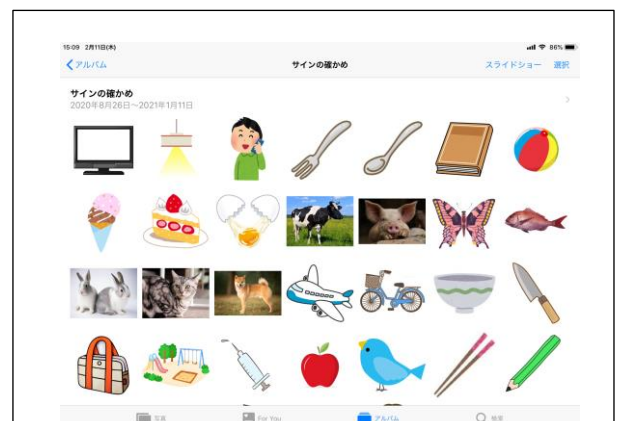 15:09 2月11日(木)
86%
アルバム
サインの確かめ
スライドショー 選択
サインの確かめ
2020年8月26日～2021年1月11日
写真
For You
アルバム
検索